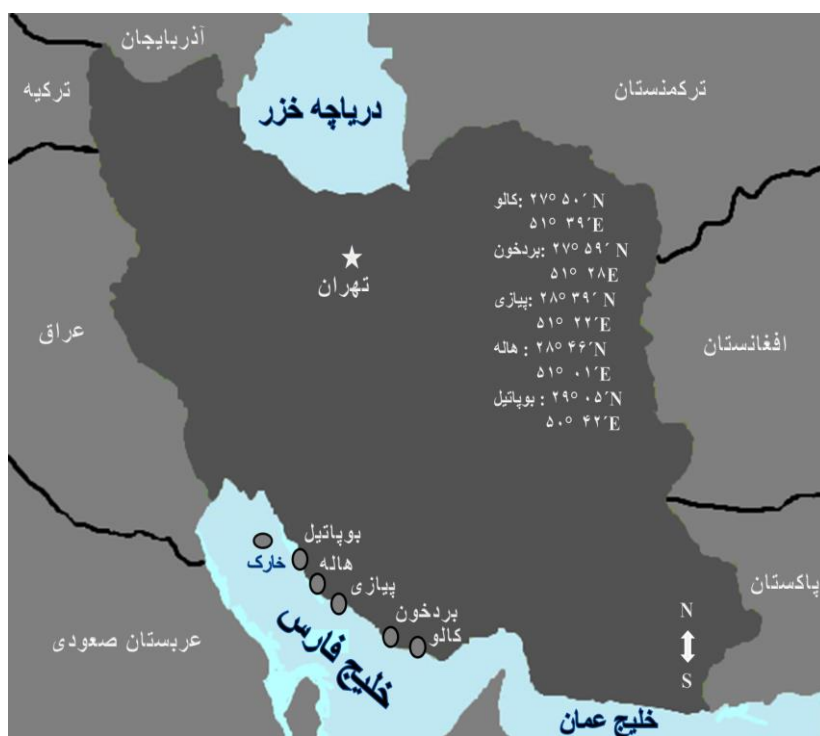 آذربایجان
ترکیه
ترکمنستان
دریاچه خزر
کالو: ۲۷° ۵۰´ N
۵۱° ۳۹´E
بردخون: ۲۷° ۵۹´ N
۵۱° ۲۸´E
پیازی: ۲۸° ۳۹´ N
۵۱° ۲۲´E
هاله : ۲۸° ۴۶´N
۵۱° ۰۱´E
بوپاتیل : ۲۹° ۰۵´N
۵۰° ۴۲´E
تهران
عراق
افغانستان
بوپاتیل
خارک
هاله
پیازی
بردخون
کالو
پاکستان
عربستان صعودی
خلیج فارس
N
S
خلیج عمان